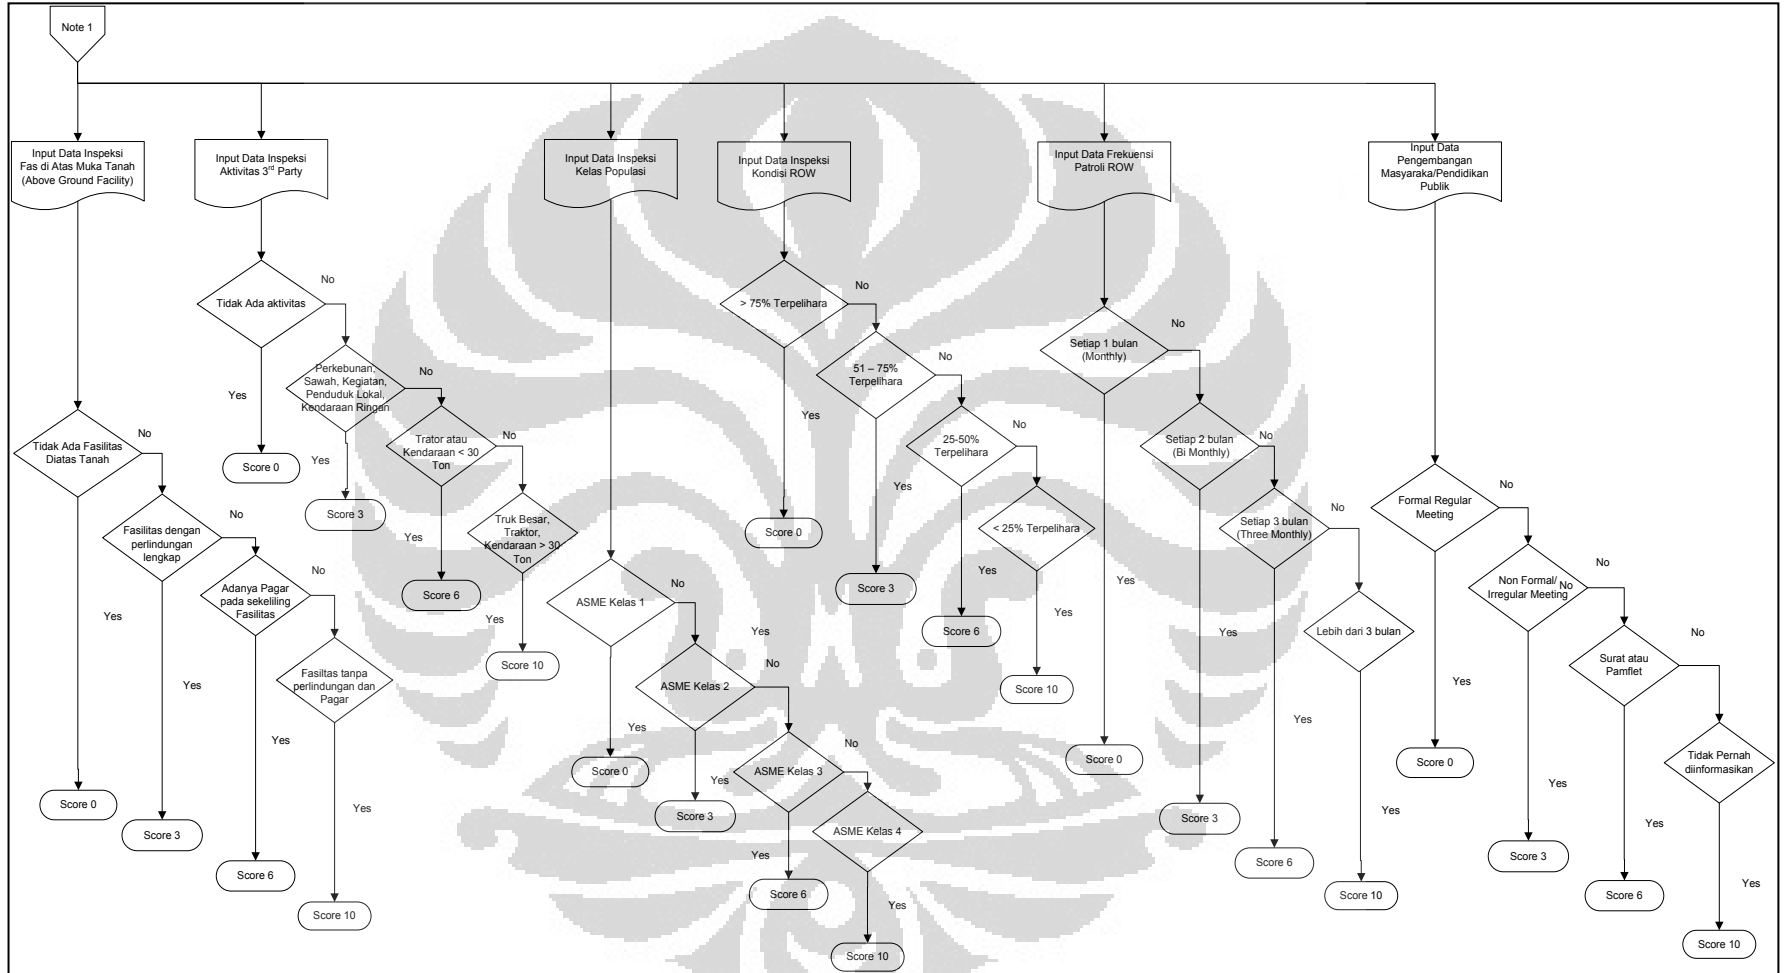 Note 1
Input Data Inspeksi
Fas di Atas Muka Tanah
(Above Ground Facility)
Tidak Ada Fasilitas
Diatas Tanah
No
Yes
Score 0
Fasilitas dengan
perlindungan
lengkap
No
Yes
Score 3
Adanya Pagar
pada sekeliling
Fasilitas
No
Yes
Score 6
Fasiltas tanpa
perlindungan dan
Pagar
Yes
Score 10
Input Data Inspeksi
Aktivitas 3rd Party
Tidak Ada aktivitas
No
Yes
Score 0
Perkebunan,
Sawah, Kegiatan,
Penduduk Lokal,
Kendaraan Ringan
No
Yes
Score 3
Trator atau
Kendaraan < 30
Ton
No
Yes
Score 6
Truk Besar,
Traktor,
Kendaraan > 30
Ton
Yes
Score 10
Input Data Inspeksi
Kelas Populasi
ASME Kelas 1
No
Yes
Score 0
ASME Kelas 2
No
Yes
Score 3
ASME Kelas 3
No
Yes
Score 6
ASME Kelas 4
Yes
Score 10
Input Data Inspeksi
Kondisi ROW
> 75% Terpelihara
No
Yes
Score 0
51 – 75%
Terpelihara
No
Yes
Score 3
25-50%
Terpelihara
No
Yes
Score 6
< 25% Terpelihara
Yes
Yes
Score 10
Input Data Frekuensi
Patroli ROW
Setiap 1 bulan
(Monthly)
No
Yes
Score 0
Setiap 2 bulan
(Bi Monthly)
No
Yes
Score 3
Setiap 3 bulan
(Three Monthly)
No
Yes
Score 6
Lebih dari 3 bulan
Yes
Yes
Score 10
Input Data
Pengembangan
Masyaraka/Pendidikan
Publik
Formal Regular
Meeting
No
Yes
Score 0
Non Formal/
Irregular Meeting
No
No
Yes
Score 3
Surat atau
Pamflet
No
Yes
Score 6
Tidak Pernah
diinformasikan
Yes
Score 10